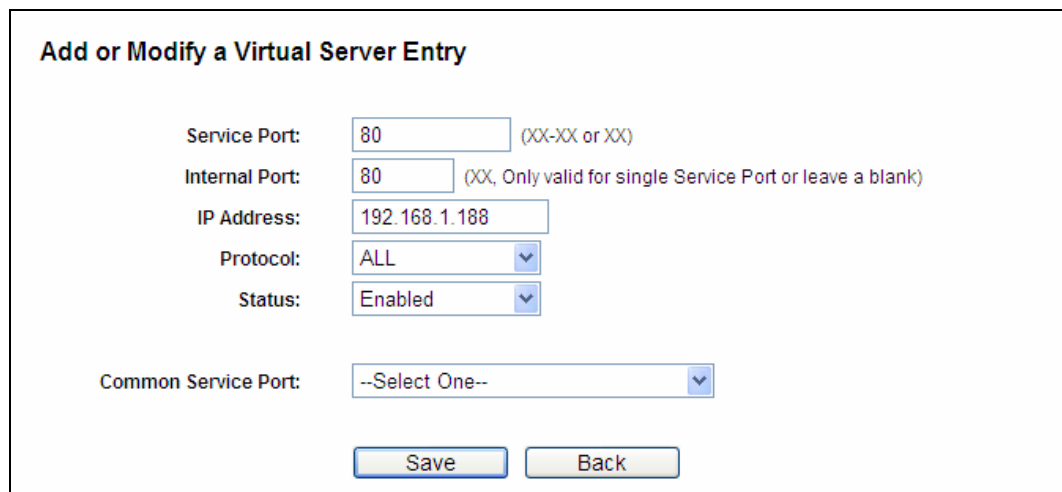 Add or Modify a Virtual Server Entry
Service Port: 80 (XX-XX or XX)
Internal Port: 80 (XX, Only valid for single Service Port or leave a blank)
IP Address: 192.168.1.188
Protocol: ALL
Status: Enabled
Common Service Port: --Select One--
Save Back